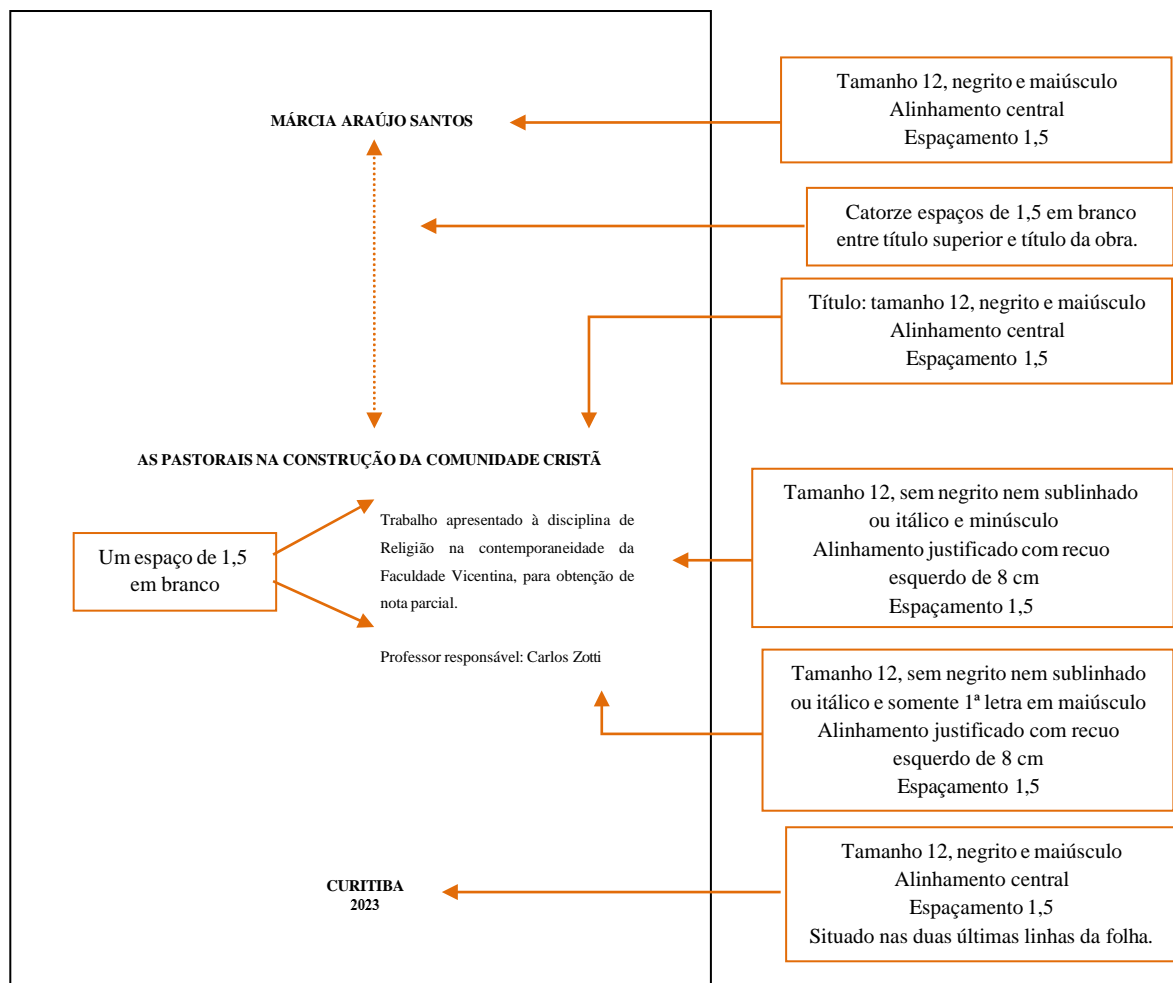 MÁRCIA ARAÚJO SANTOS
Tamanho 12, negrito e maiúsculo
Alinhamento central
Espaçamento 1,5
Catorze espaços de 1,5 em branco
entre título superior e título da obra.
Título: tamanho 12, negrito e maiúsculo
Alinhamento central
Espaçamento 1,5
AS PASTORAIS NA CONSTRUÇÃO DA COMUNIDADE CRISTÃ
Um espaço de 1,5
em branco
Trabalho apresentado à disciplina de
Religião na contemporaneidade da
Faculdade Vicentina, para obtenção de
nota parcial.
Tamanho 12, sem negrito nem sublinhado
ou itálico e minúsculo
Alinhamento justificado com recuo
esquerdo de 8 cm
Espaçamento 1,5
Professor responsável: Carlos Zotti
Tamanho 12, sem negrito nem sublinhado
ou itálico e somente 1ª letra em maiúsculo
Alinhamento justificado com recuo
esquerdo de 8 cm
Espaçamento 1,5
CURITIBA
2023
Tamanho 12, negrito e maiúsculo
Alinhamento central
Espaçamento 1,5
Situado nas duas últimas linhas da folha.